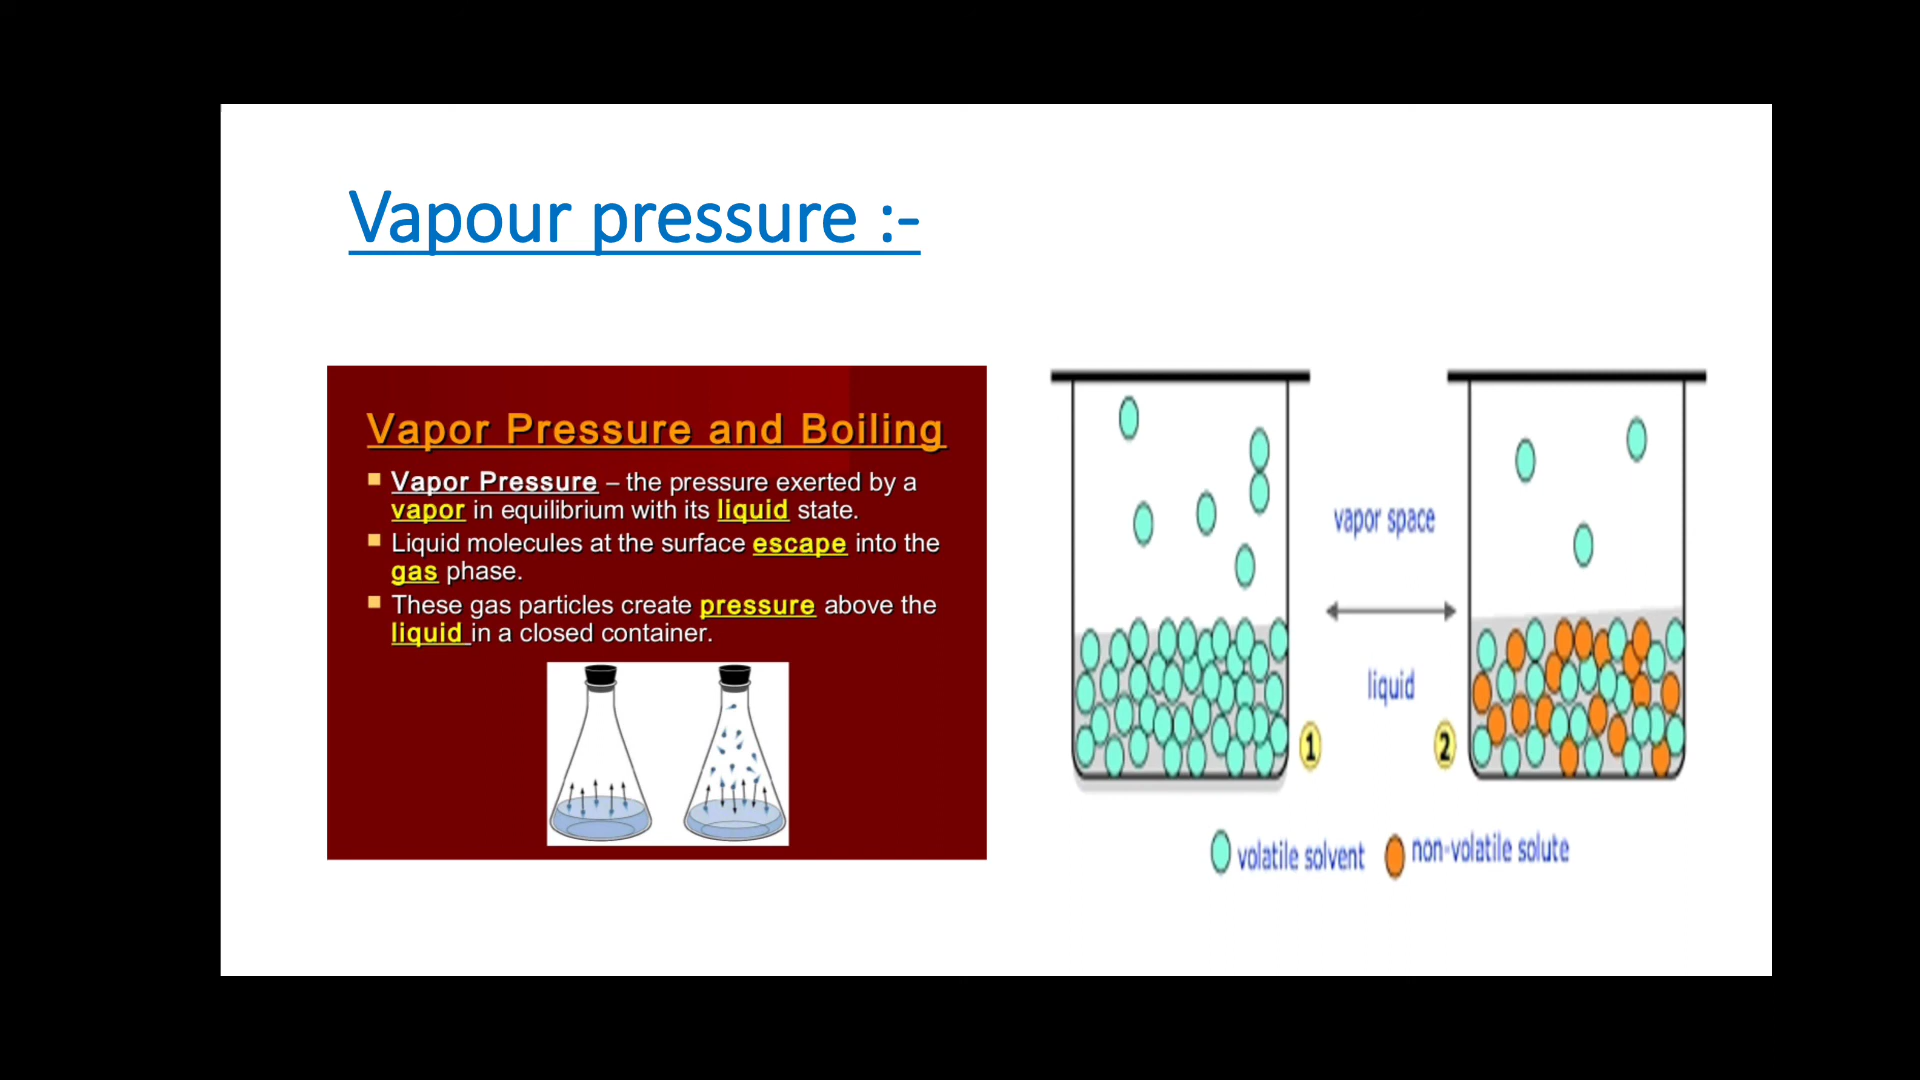 Vapour pressure :-
Vapor Pressure and Boiling
Vapor Pressure – the pressure exerted by a
vapor in equilibrium with its liquid state.
Liquid molecules at the surface escape into the
gas phase.
These gas particles create pressure above the
liquid in a closed container.
vapor space
liquid
1
2
volatile solvent
non-volatile solute